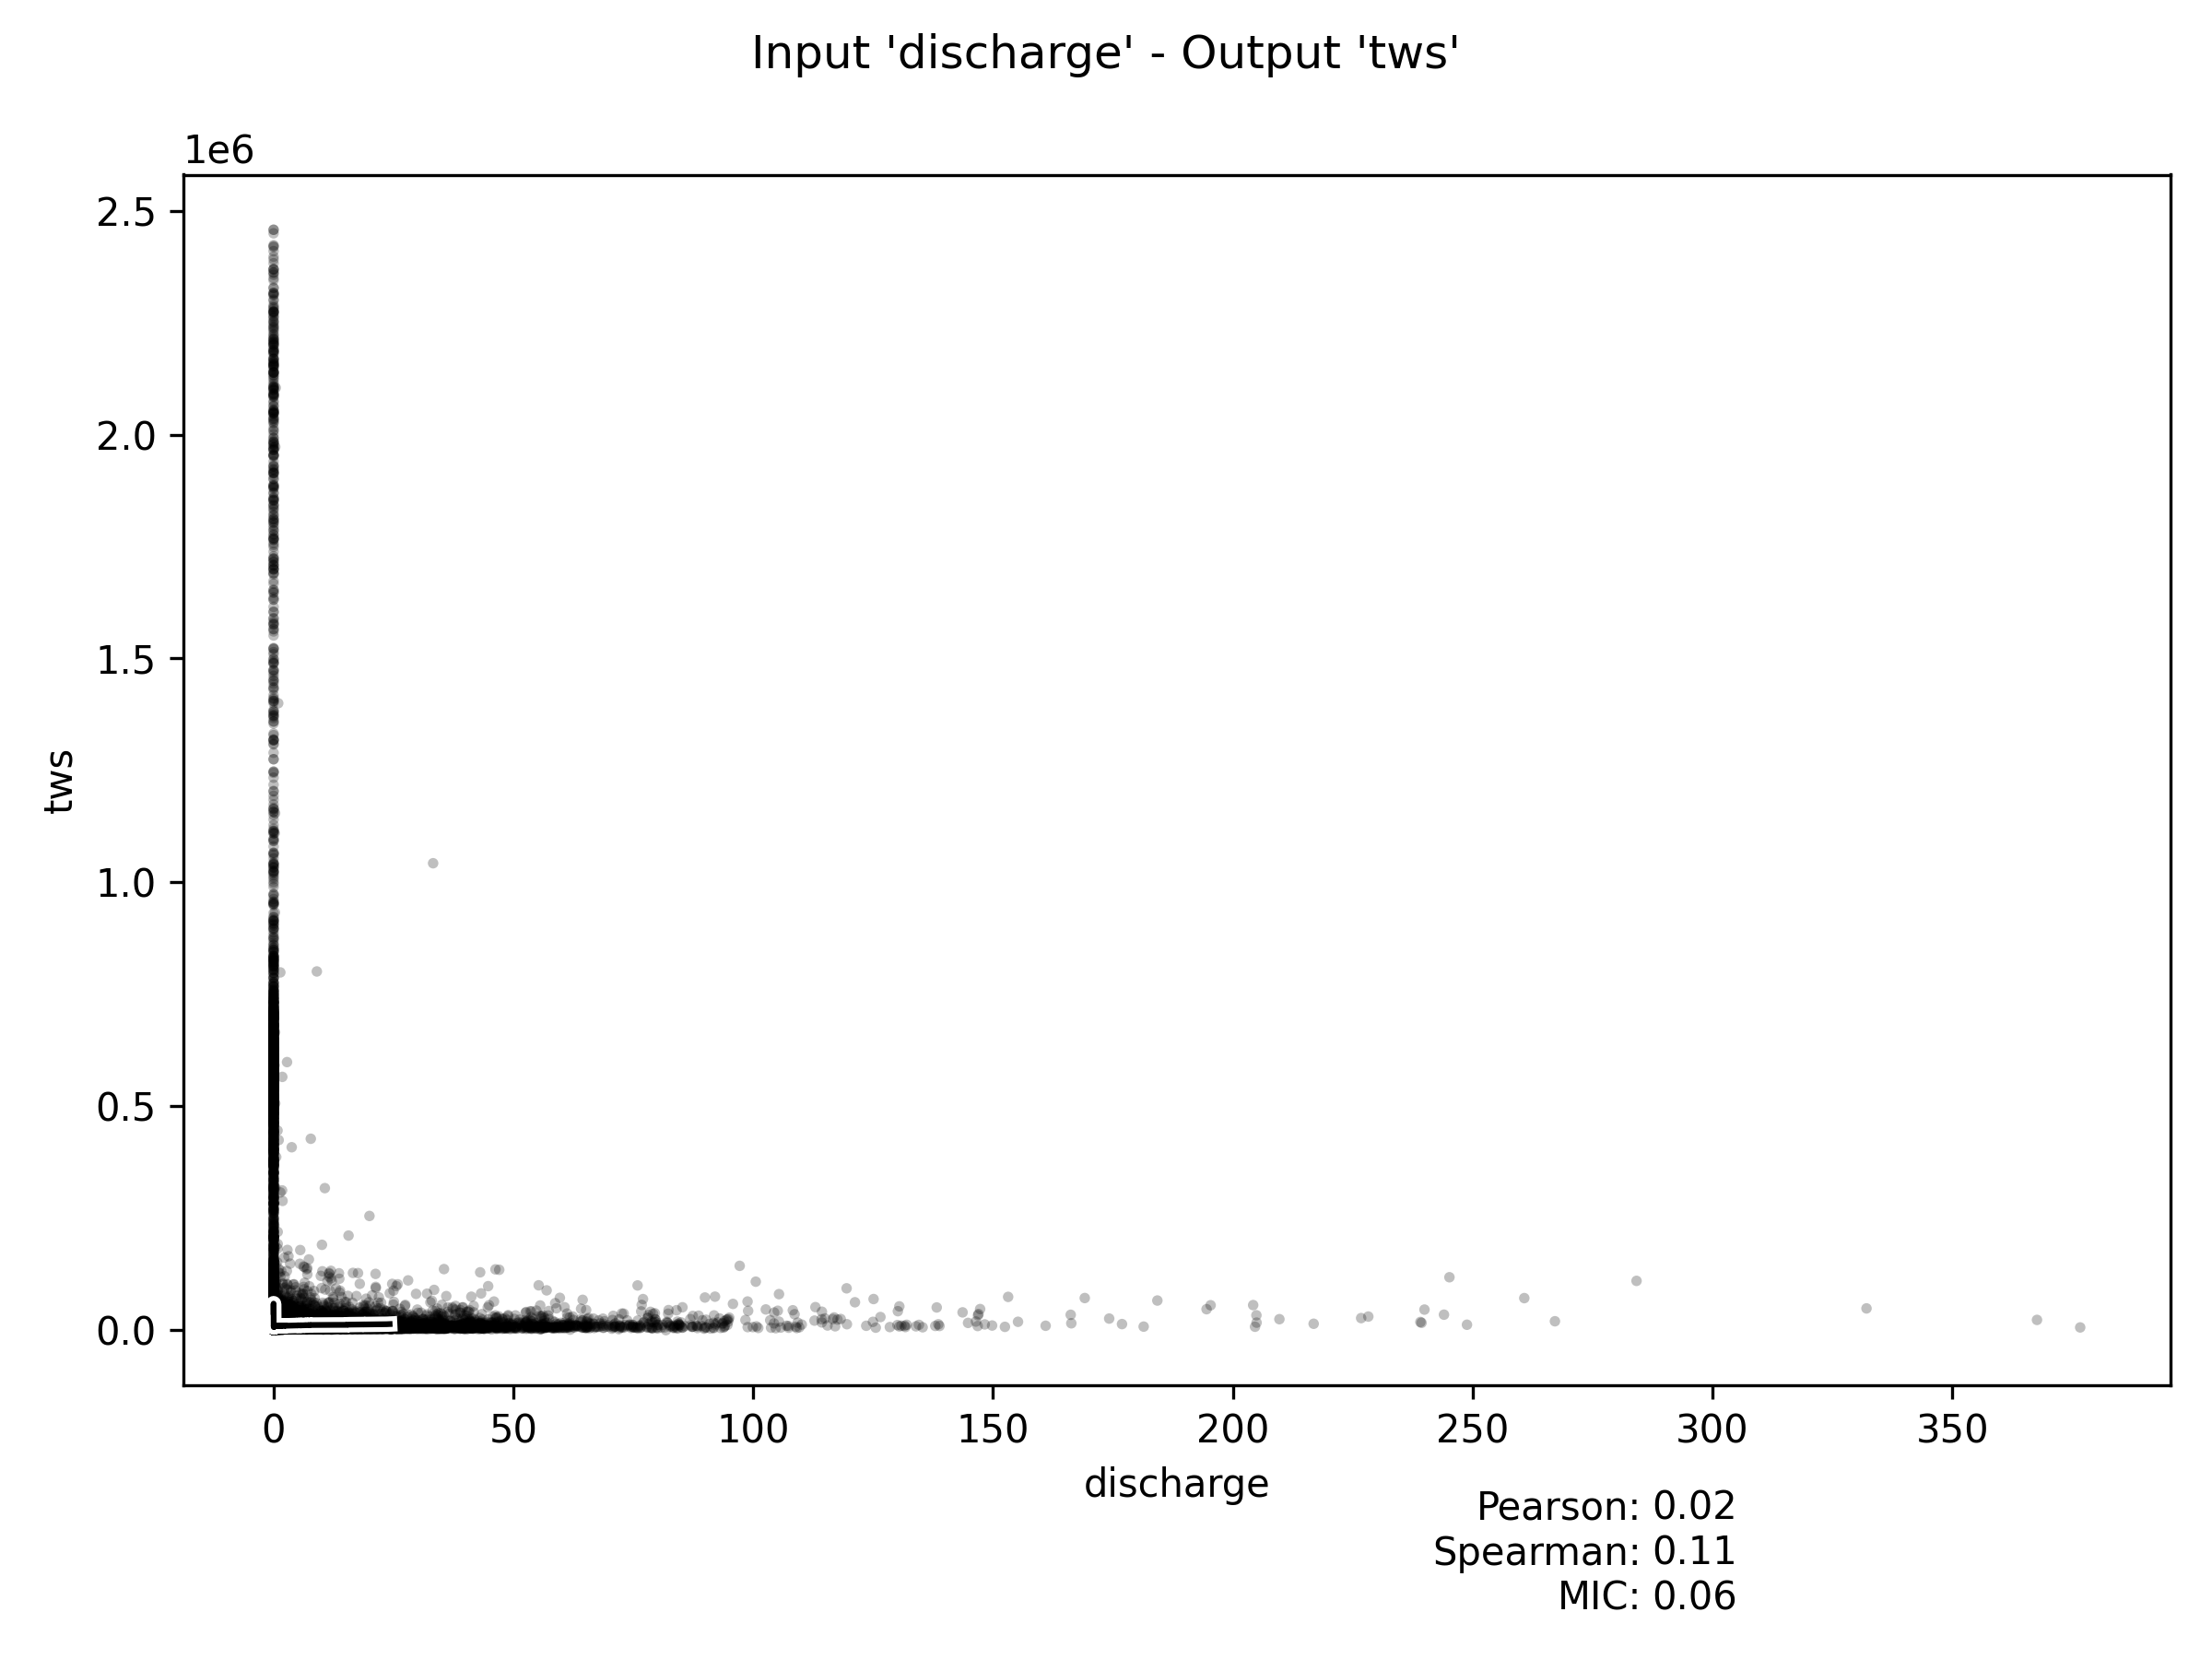 Input 'discharge' - Output 'tws'
1e6
2.5
2.0
1.5
1.0
0.5
0.0
tws
0 50 100 150 200 250 300 350
discharge
Pearson: 0.02
Spearman: 0.11
MIC: 0.06